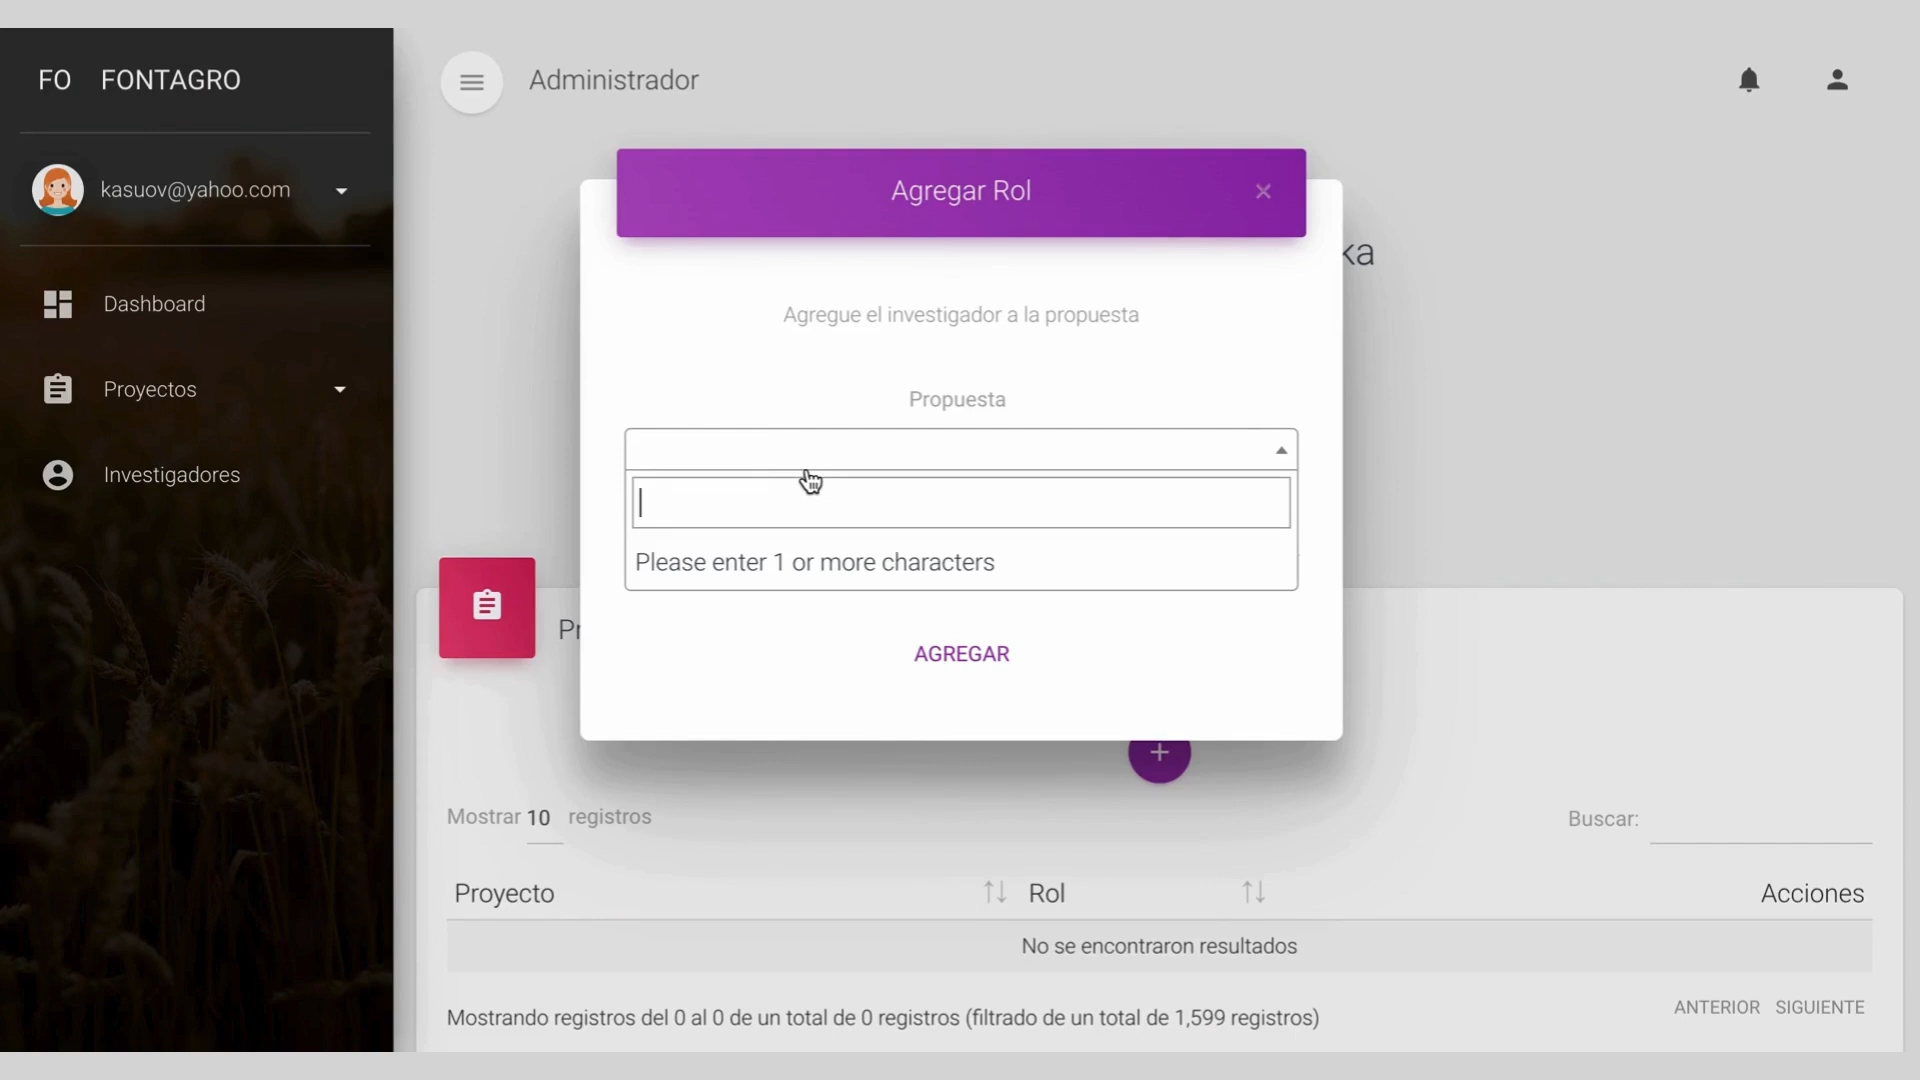 FO FONTAGRO
kasuov@yahoo.com
Dashboard
Proyectos
Investigadores
Administrador
Agregar Rol
ka
Agregue el investigador a la propuesta
Propuesta
Please enter 1 or more characters
AGREGAR
Pr
Mostrar 10 registros
Buscar:
Proyecto Rol Acciones
No se encontraron resultados
Mostrando registros del 0 al 0 de un total de 0 registros (filtrado de un total de 1,599 registros)
ANTERIOR SIGUIENTE